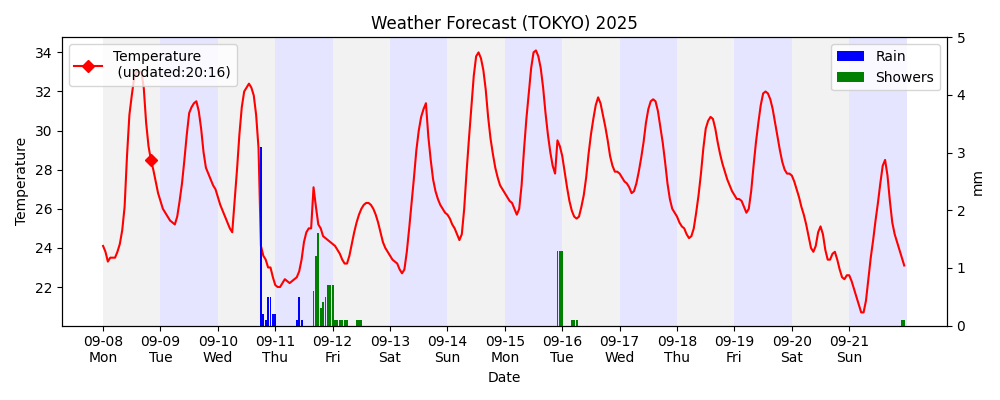 Weather Forecast (TOKYO) 2025
Temperature
(updated:20:16)
Rain
Showers
34
32
30
28
26
24
22
Temperature
5
4
3
2
1
0
mm
09-08 09-09 09-10 09-11 09-12 09-13 09-14 09-15 09-16 09-17 09-18 09-19 09-20 09-21
Mon Tue Wed Thu Fri Sat Sun Mon Tue Wed Thu Fri Sat Sun
Date